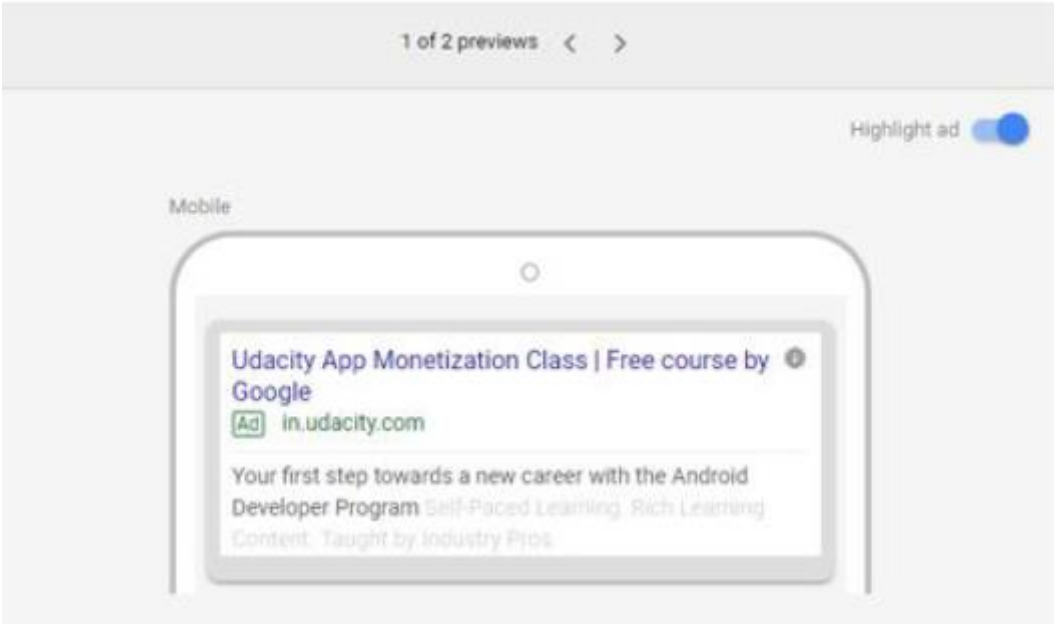 1 of 2 previews
Highlight ad
Mobile
Udacity App Monetization Class | Free course by
Google
Ad in.udacity.com
Your first step towards a new career with the Android
Developer Program Self-Paced Learning. Rich Learning
Content. Taught by Industry Pros